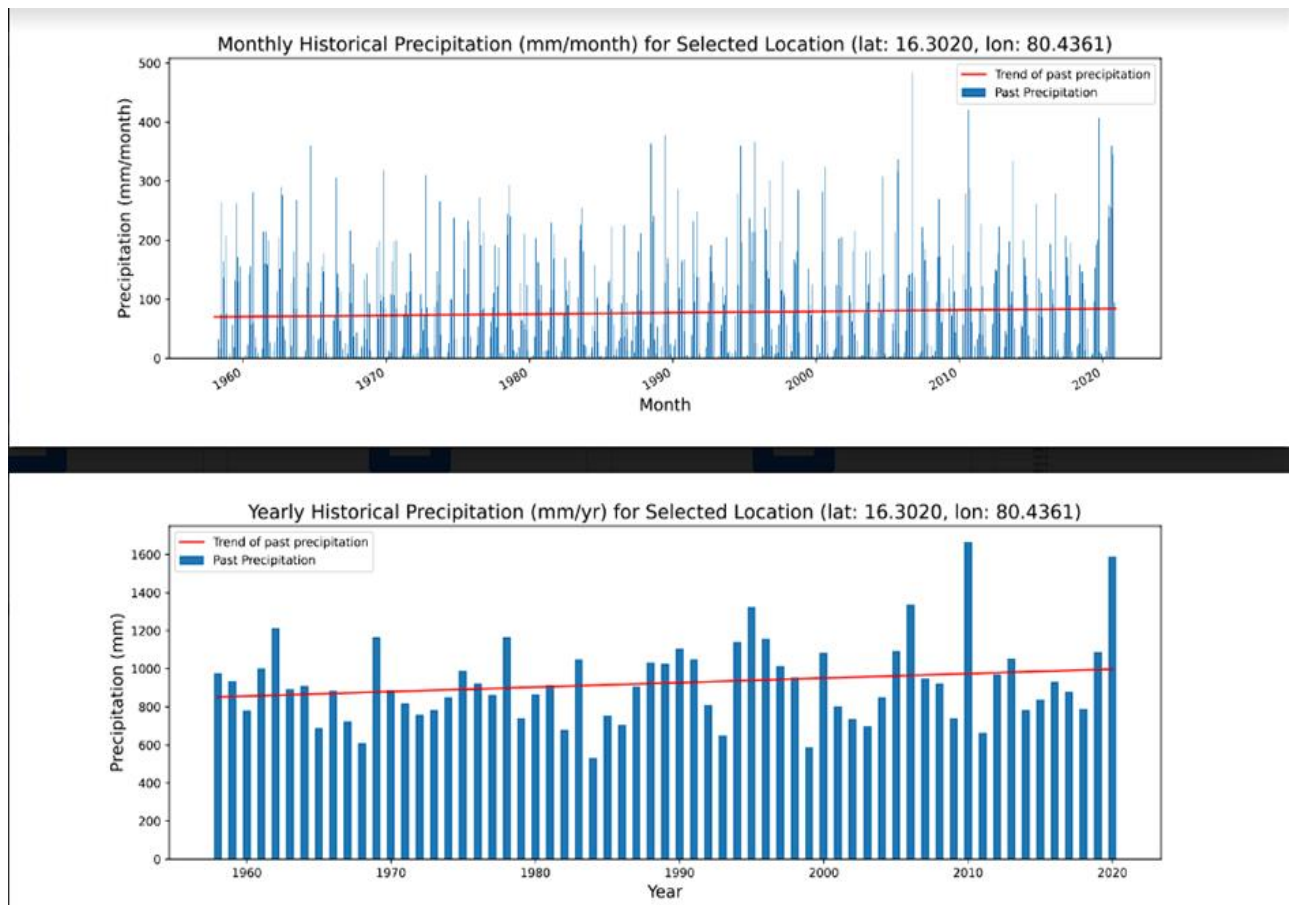 Monthly Historical Precipitation (mm/month) for Selected Location (lat: 16.3020, lon: 80.4361)
Trend of past precipitation
Past Precipitation
Precipitation (mm/month)
500
400
300
200
100
0
1960
1970
1980
1990
2000
2010
2020
Month
Yearly Historical Precipitation (mm/yr) for Selected Location (lat: 16.3020, lon: 80.4361)
Trend of past precipitation
Past Precipitation
Precipitation (mm)
1600
1400
1200
1000
800
600
400
200
0
1960
1970
1980
1990
2000
2010
2020
Year